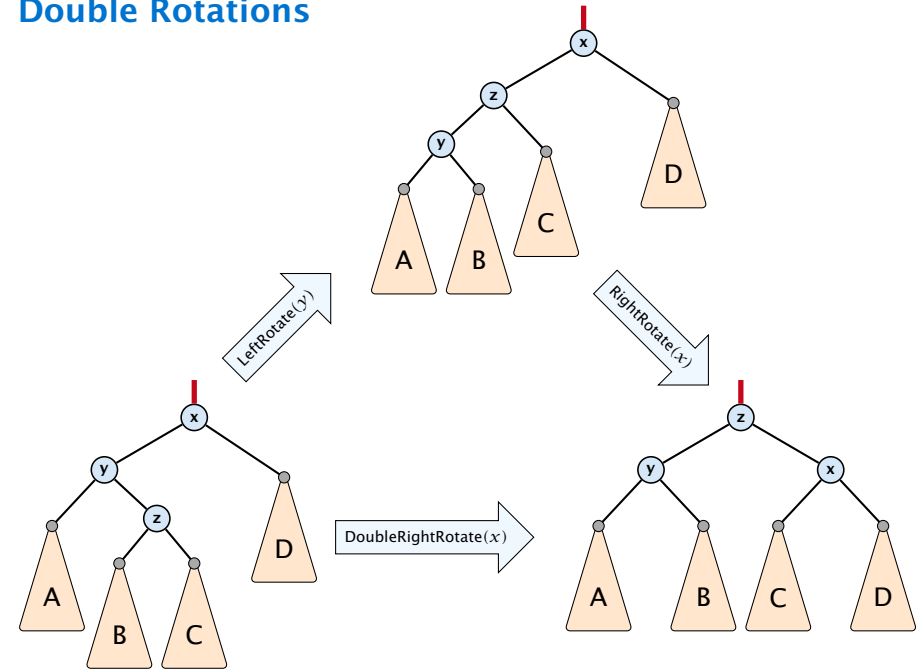 Double Rotations
x
z
y
D
C
A
B
LeftRotate(y)
RightRotate(x)
x
y
z
D
A
B
C
DoubleRightRotate(x)
z
y
x
A
B
C
D